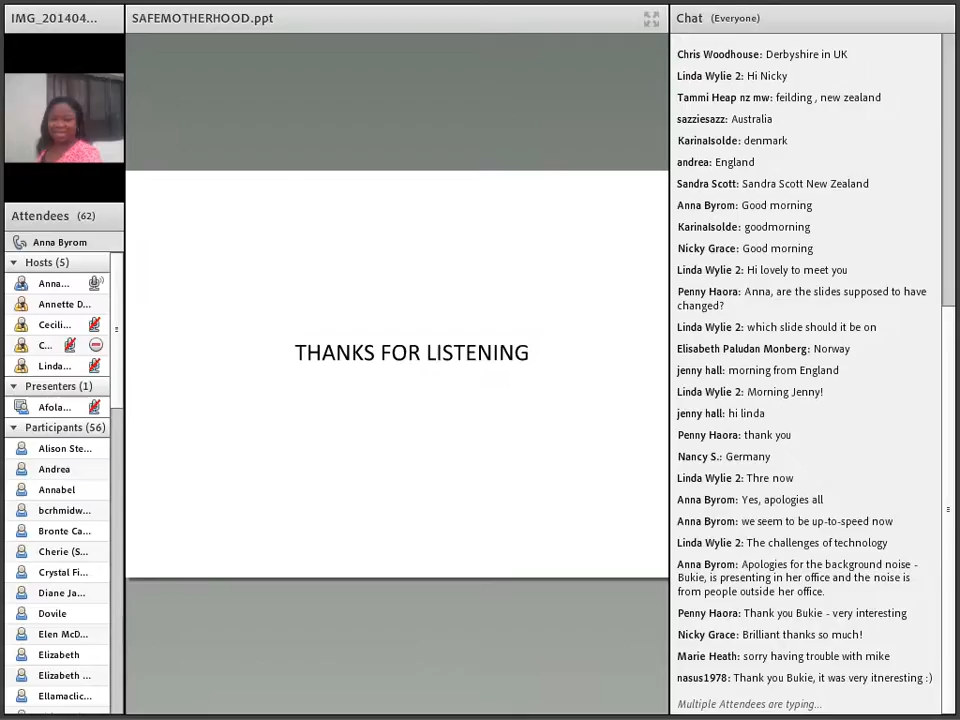 IMG_201404...
Attendees (62)
Anna Byrom
Hosts (5)
Anna...
Annette D...
Cecili...
C...
Linda...
Presenters (1)
Afola...
Participants (56)
Alison Ste...
Andrea
Annabel
bcrhmidw...
Bronte Ca...
Cherie (S...
Crystal Fi...
Diane Ja...
Dovile
Elen McD...
Elizabeth
Elizabeth ...
Ellamaclic...
SAFEMOTHERHOOD.ppt
THANKS FOR LISTENING
Chat (Everyone)
Chris Woodhouse: Derbyshire in UK
Linda Wylie 2: Hi Nicky
Tammi Heap nz mw: feilding , new zealand
sazziesazz: Australia
KarinaIsolde: denmark
andrea: England
Sandra Scott: Sandra Scott New Zealand
Anna Byrom: Good morning
KarinaIsolde: goodmorning
Nicky Grace: Good morning
Linda Wylie 2: Hi lovely to meet you
Penny Haora: Anna, are the slides supposed to have
changed?
Linda Wylie 2: which slide should it be on
Elisabeth Paludan Monberg: Norway
jenny hall: morning from England
Linda Wylie 2: Morning Jenny!
jenny hall: hi linda
Penny Haora: thank you
Nancy S.: Germany
Linda Wylie 2: Thre now
Anna Byrom: Yes, apologies all
Anna Byrom: we seem to be up-to-speed now
Linda Wylie 2: The challenges of technology
Anna Byrom: Apologies for the background noise -
Bukie, is presenting in her office and the noise is
from people outside her office.
Penny Haora: Thank you Bukie - very interesting
Nicky Grace: Brilliant thanks so much!
Marie Heath: sorry having trouble with mike
nasus1978: Thank you Bukie, it was very itneresting :)
Multiple Attendees are typing...